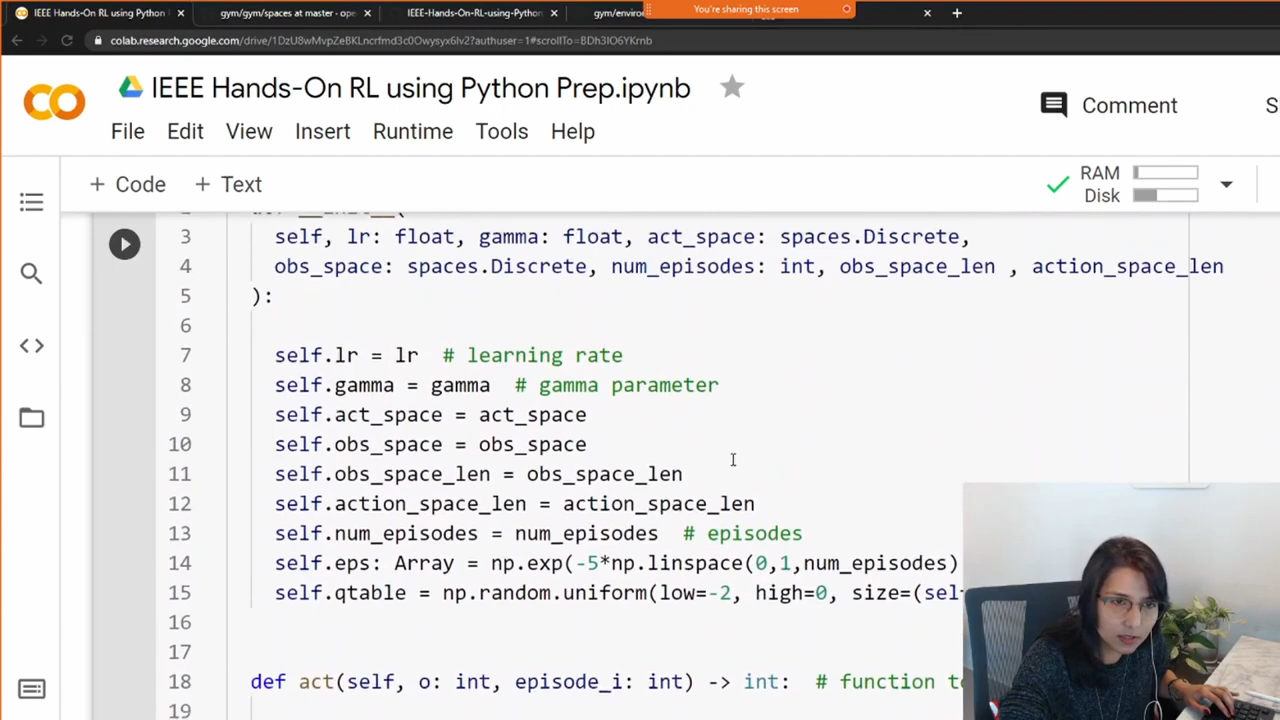 IEEE Hands-On RL using Python
gym/gym/spaces at master · ope
IEEE-Hands-On-RL-using-Python-
gym/enviro
You're sharing this screen
colab.research.google.com/drive/1DzU8wMvpZeBKLncrfmd3c0Owysyx6lv2?authuser=1#scrollTo=BDh3IO6YKrnb
IEEE Hands-On RL using Python Prep.ipynb
Comment
S
File Edit View Insert Runtime Tools Help
+ Code + Text
RAM
Disk
3 self, lr: float, gamma: float, act_space: spaces.Discrete,
4 obs_space: spaces.Discrete, num_episodes: int, obs_space_len , action_space_len
5 ):
6
7 self.lr = lr # learning rate
8 self.gamma = gamma # gamma parameter
9 self.act_space = act_space
10 self.obs_space = obs_space
11 self.obs_space_len = obs_space_len
12 self.action_space_len = action_space_len
13 self.num_episodes = num_episodes # episodes
14 self.eps: Array = np.exp(-5*np.linspace(0,1,num_episodes)
15 self.qtable = np.random.uniform(low=-2, high=0, size=(sel
16
17
18 def act(self, o: int, episode_i: int) -> int: # function to
19